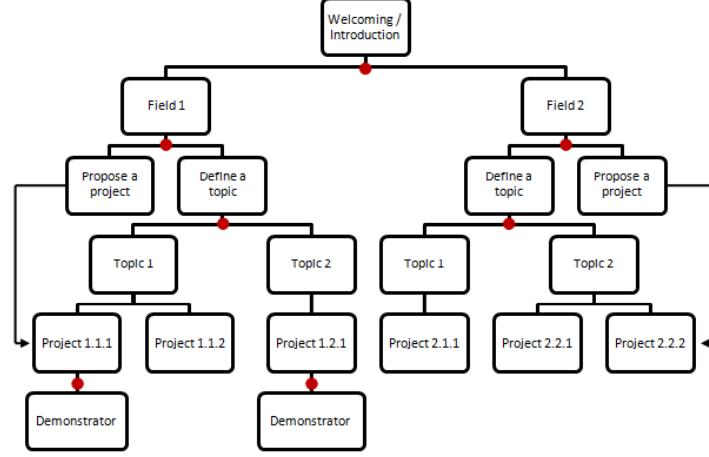 Welcoming /
Introduction
Field 1
Field 2
Propose a
project
Define a
topic
Define a
topic
Propose a
project
Topic 1
Topic 2
Topic 1
Topic 2
Project 1.1.1
Project 1.1.2
Project 1.2.1
Project 2.1.1
Project 2.2.1
Project 2.2.2
Demonstrator
Demonstrator